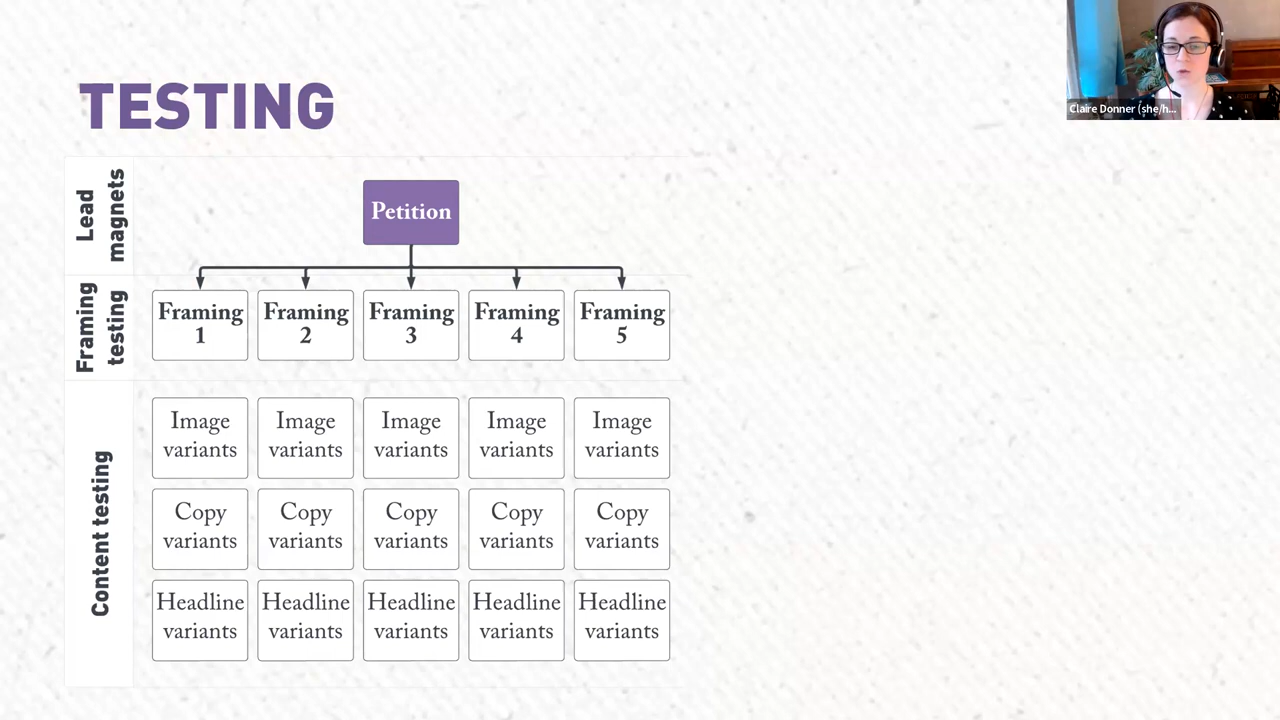 TESTING
Claire Donner (she/h...
Lead
magnets
Petition
Framing
testing
Framing
1
Framing
2
Framing
3
Framing
4
Framing
5
Content testing
Image
variants
Image
variants
Image
variants
Image
variants
Image
variants
Copy
variants
Copy
variants
Copy
variants
Copy
variants
Copy
variants
Headline
variants
Headline
variants
Headline
variants
Headline
variants
Headline
variants